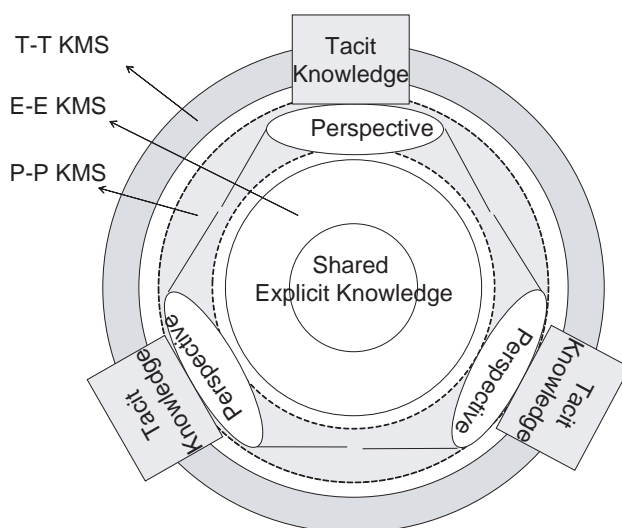 T-T KMS
E-E KMS
P-P KMS
Tacit
Knowledge
Perspective
Shared
Explicit Knowledge
Perspective
Tacit
Knowledge
Perspective
Tacit
Knowledge